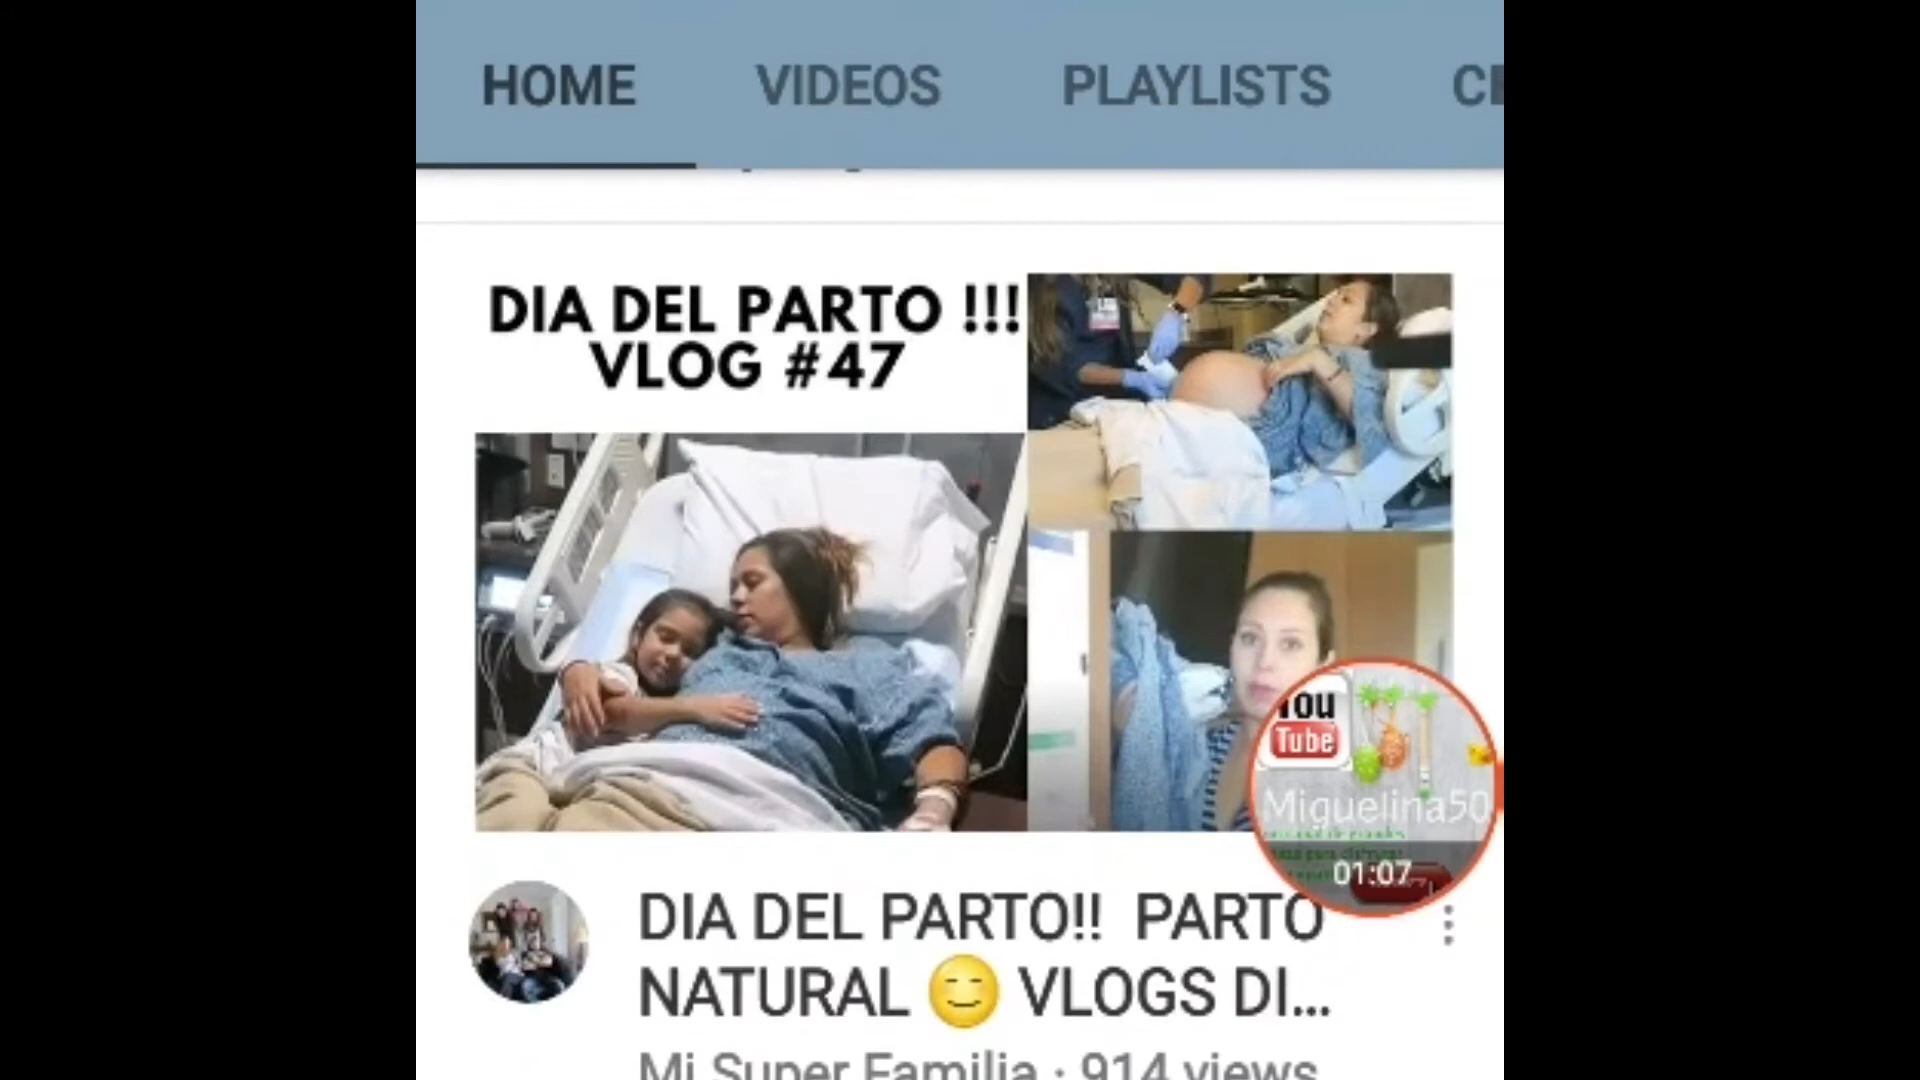 HOME VIDEOS PLAYLISTS
DIA DEL PARTO !!!
VLOG #47
You
Tube
Miguelina50
01:07
DIA DEL PARTO!! PARTO
NATURAL 😊 VLOGS DI...
Mi Super Familia · 914 views